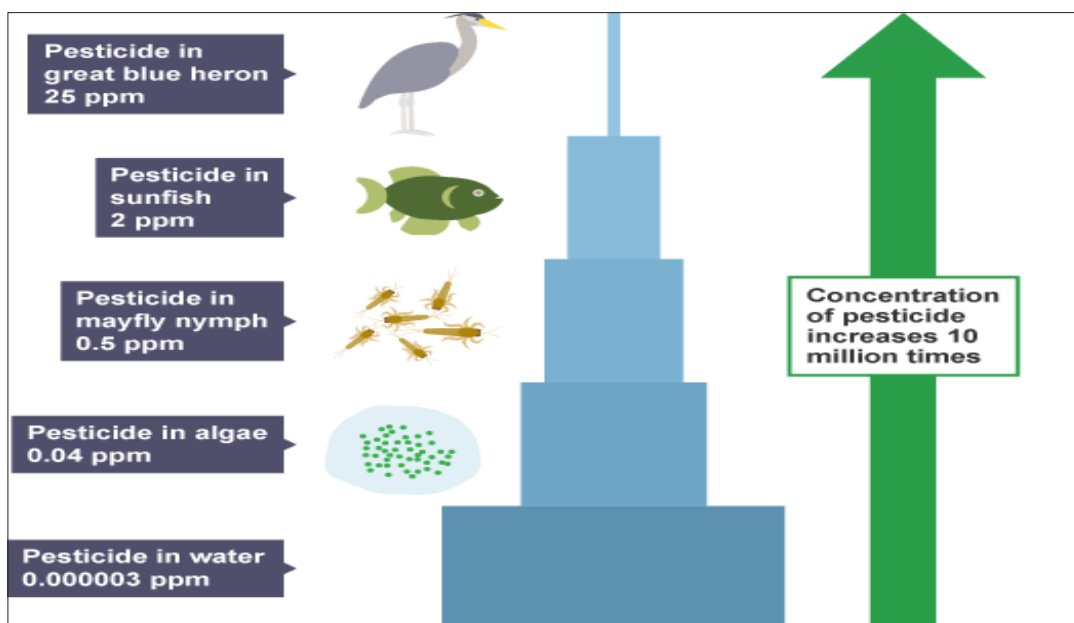 Pesticide in
great blue heron
25 ppm
Pesticide in
sunfish
2 ppm
Pesticide in
mayfly nymph
0.5 ppm
Pesticide in algae
0.04 ppm
Pesticide in water
0.000003 ppm
Concentration
of pesticide
increases 10
million times